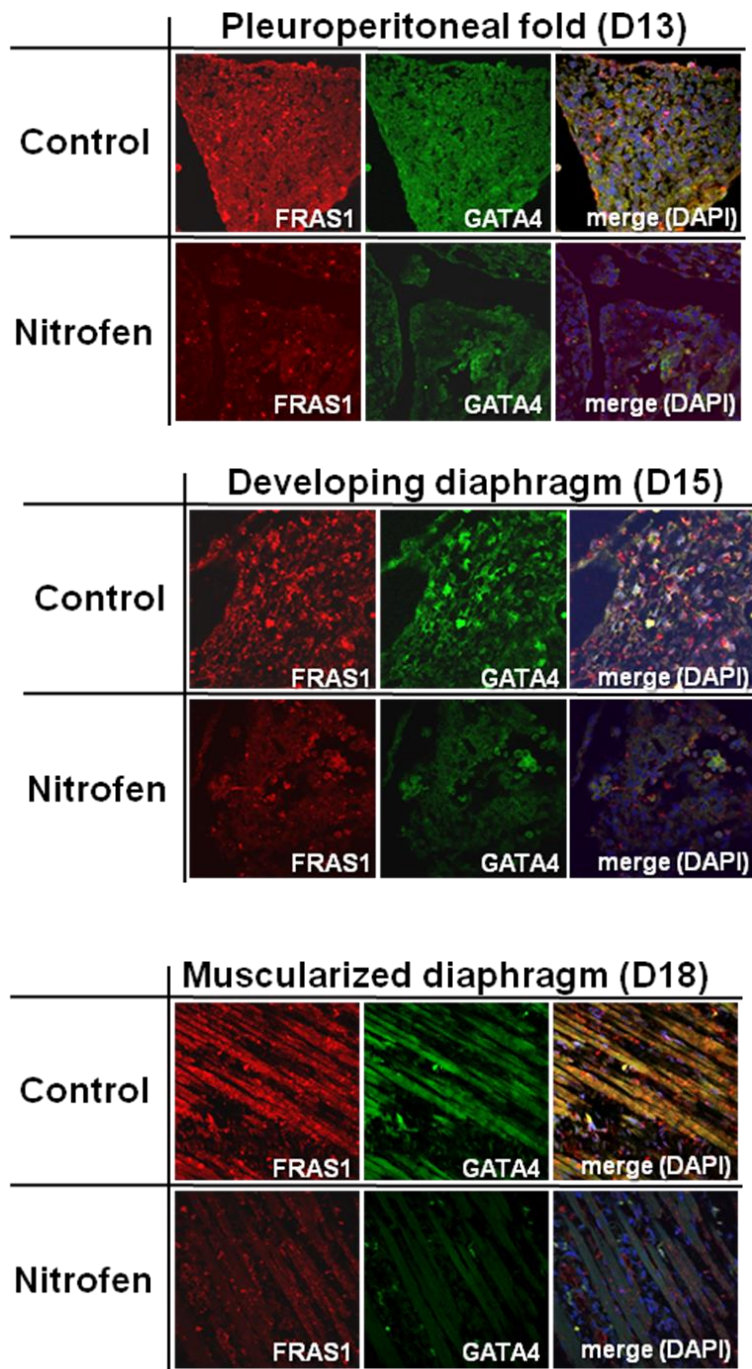 Pleuroperitoneal fold (D13)
Control
FRAS1 GATA4 merge (DAPI)
Nitrofen
FRAS1 GATA4 merge (DAPI)
Developing diaphragm (D15)
Control
FRAS1 GATA4 merge (DAPI)
Nitrofen
FRAS1 GATA4 merge (DAPI)
Muscularized diaphragm (D18)
Control
FRAS1 GATA4 merge (DAPI)
Nitrofen
FRAS1 GATA4 merge (DAPI)